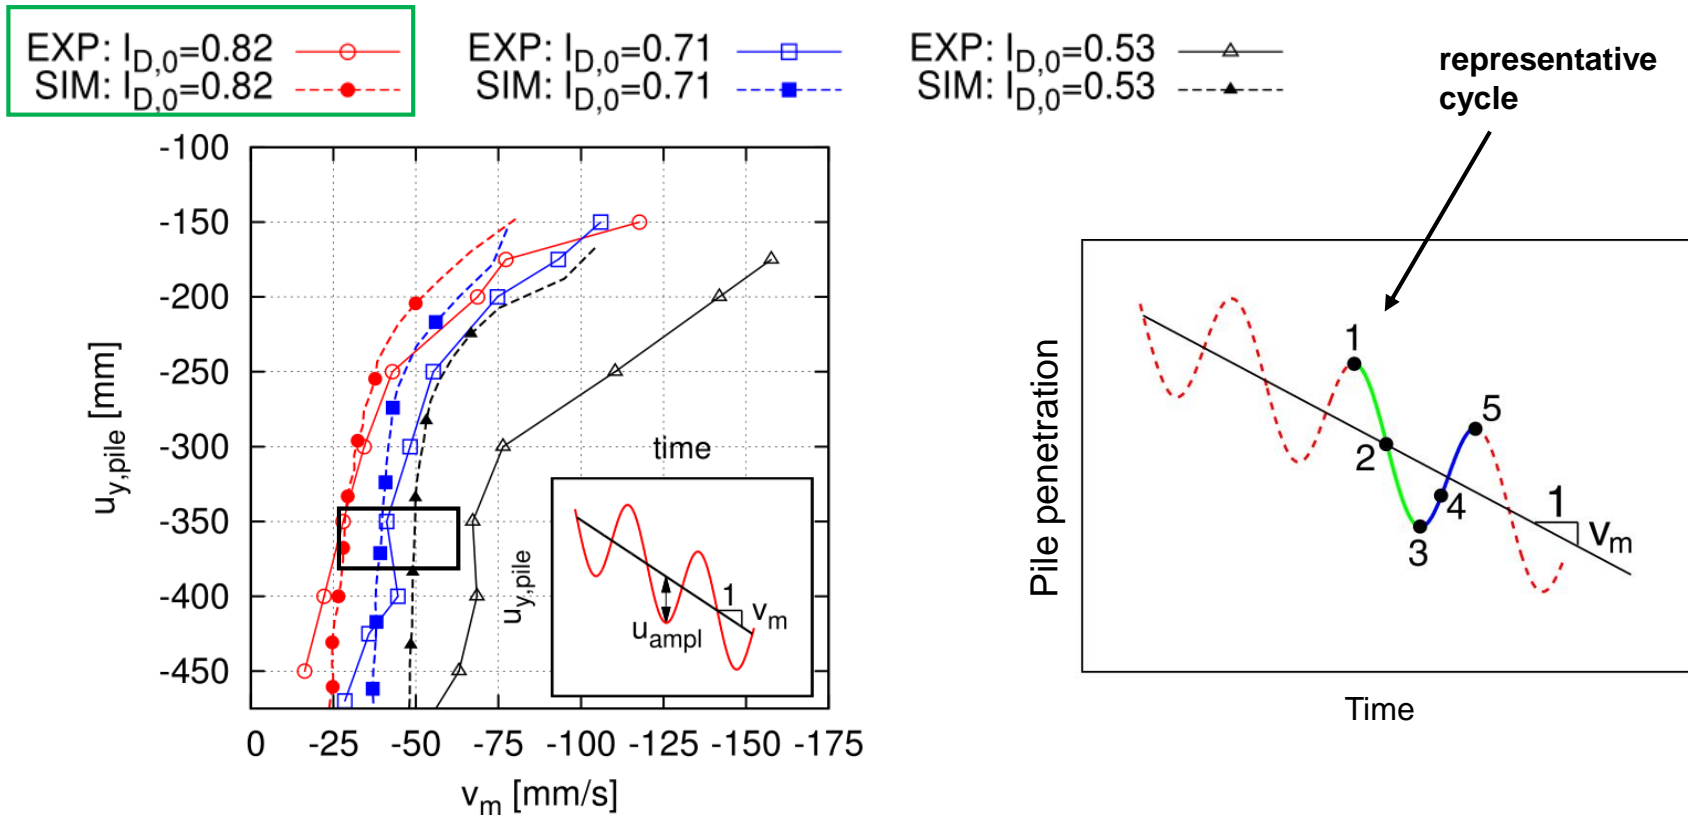 EXP: I_D,0=0.82
SIM: I_D,0=0.82
EXP: I_D,0=0.71
SIM: I_D,0=0.71
EXP: I_D,0=0.53
SIM: I_D,0=0.53
representative
cycle
-100
-150
-200
-250
-300
-350
-400
-450
u_y,pile [mm]
0 -25 -50 -75 -100 -125 -150 -175
v_m [mm/s]
time
u_y,pile
u_ampl
1
v_m
Pile penetration
1
2
3
4
5
1
v_m
Time